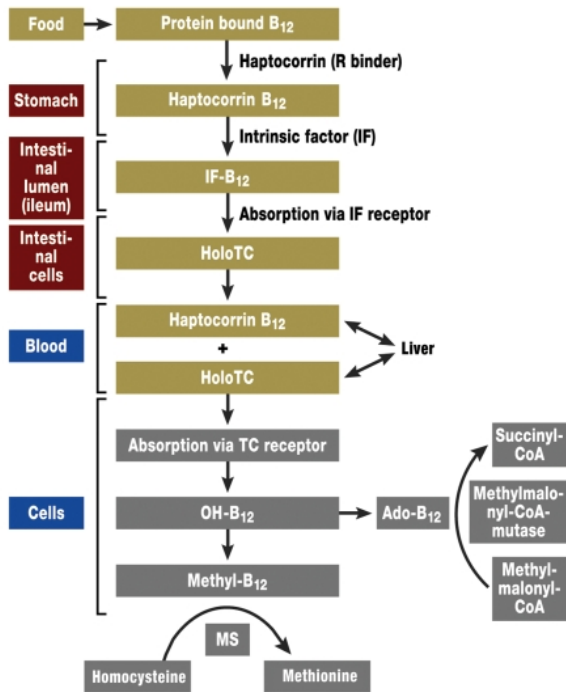 Food
Protein bound B12
Haptocorrin (R binder)
Stomach
Haptocorrin B12
Intrinsic factor (IF)
Intesti-
nal
lumen
(ileum)
IF-B12
Absorption via IF receptor
Intesti-
nal
cells
HoloTC
Haptocorrin B12
Blood
+
Liver
HoloTC
Absorption via TC receptor
Succinyl-
CoA
Cells
OH-B12
Ado-B12
Methylmalo-
nyl-CoA-
mutase
Methyl-B12
Methyl-
malonyl-
CoA
MS
Homocysteine
Methionine